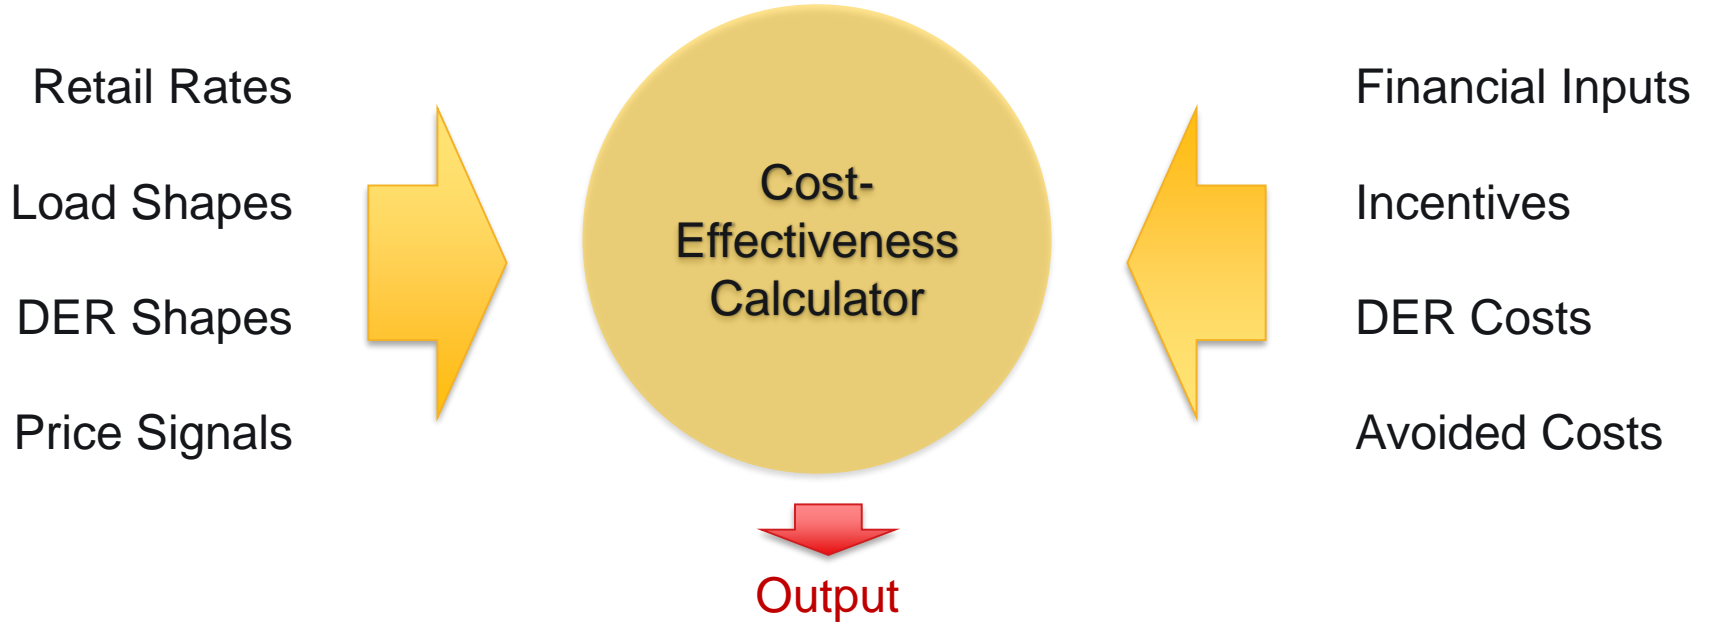 Retail Rates
Load Shapes
DER Shapes
Price Signals
Cost-
Effectiveness
Calculator
Financial Inputs
Incentives
DER Costs
Avoided Costs
Output